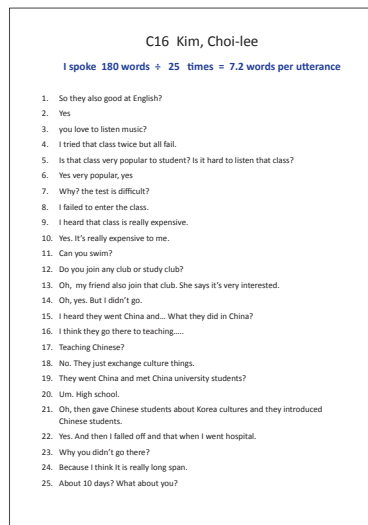 C16 Kim, Choi-lee
I spoke 180 words ÷ 25 times = 7.2 words per utterance
1. So they also good at English?
2. Yes
3. you love to listen music?
4. I tried that class twice but all fail.
5. Is that class very popular to student? Is it hard to listen that class?
6. Yes very popular, yes
7. Why? the test is difficult?
8. I failed to enter the class.
9. I heard that class is really expensive.
10. Yes. It's really expensive to me.
11. Can you swim?
12. Do you join any club or study club?
13. Oh, my friend also join that club. She says it's very interested.
14. Oh, yes. But I didn't go.
15. I heard they went China and… What they did in China?
16. I think they go there to teaching…..
17. Teaching Chinese?
18. No. They just exchange culture things.
19. They went China and met China university students?
20. Um. High school.
21. Oh, then gave Chinese students about Korea cultures and they introduced
Chinese students.
22. Yes. And then I falled off and that when I went hospital.
23. Why you didn't go there?
24. Because I think It is really long span.
25. About 10 days? What about you?